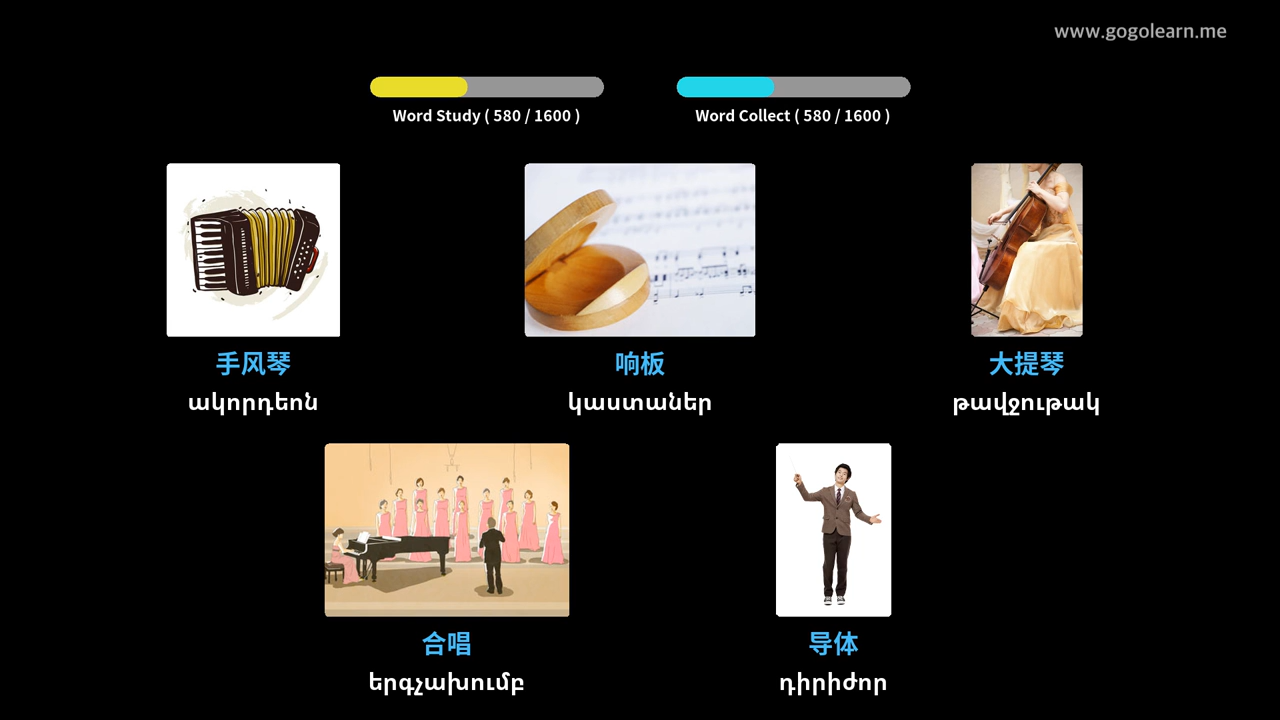 www.gogolearn.me
Word Study ( 580 / 1600 )
Word Collect ( 580 / 1600 )
手风琴
ակորդեոն
响板
կաստաներ
大提琴
թավջութակ
合唱
երգչախումբ
导体
դիրիժոր